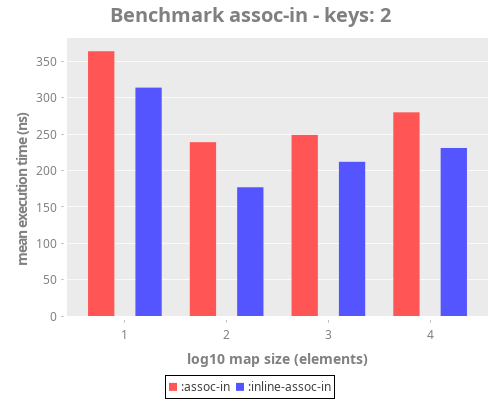 Benchmark assoc-in - keys: 2
mean execution time (ns)
350
300
250
200
150
100
50
0
1 2 3 4
log10 map size (elements)
:assoc-in :inline-assoc-in